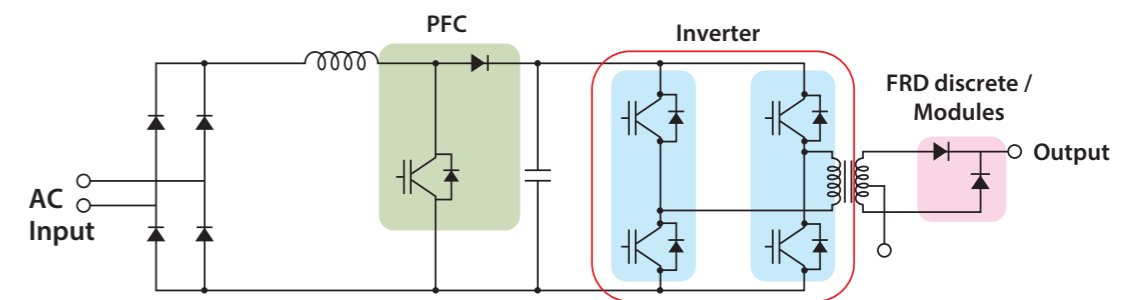 PFC
Inverter
FRD discrete /
Modules
Output
AC
Input